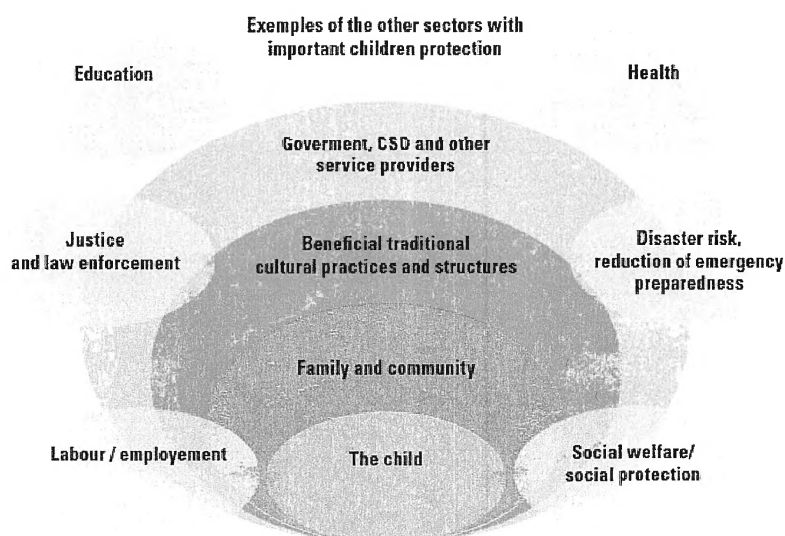 Exemples of the other sectors with
important children protection
Education
Health
Goverment, CSO and other
service providers
Justice
and law enforcement
Beneficial traditional
cultural practices and structures
Disaster risk,
reduction of emergency
preparedness
Family and community
Labour / employement
The child
Social welfare/
social protection